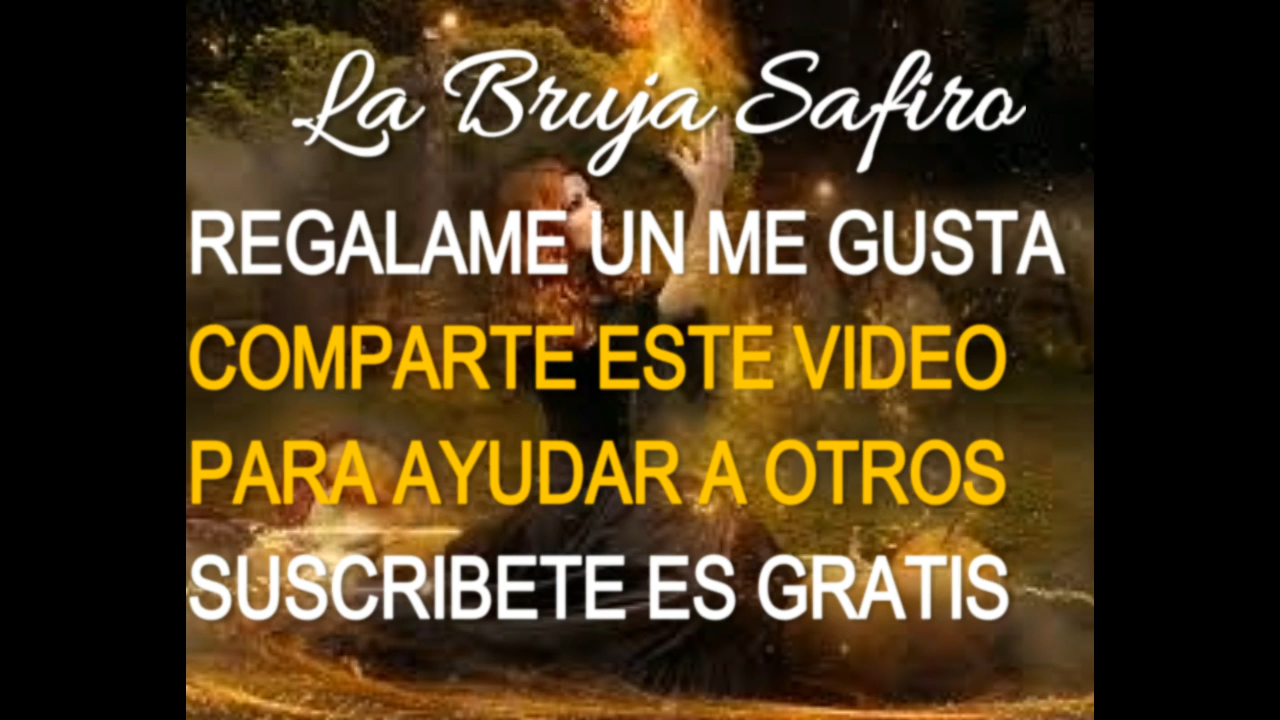 La Bruja Safiro
REGALAME UN ME GUSTA
COMPARTE ESTE VIDEO
PARA AYUDAR A OTROS
SUSCRIBETE ES GRATIS